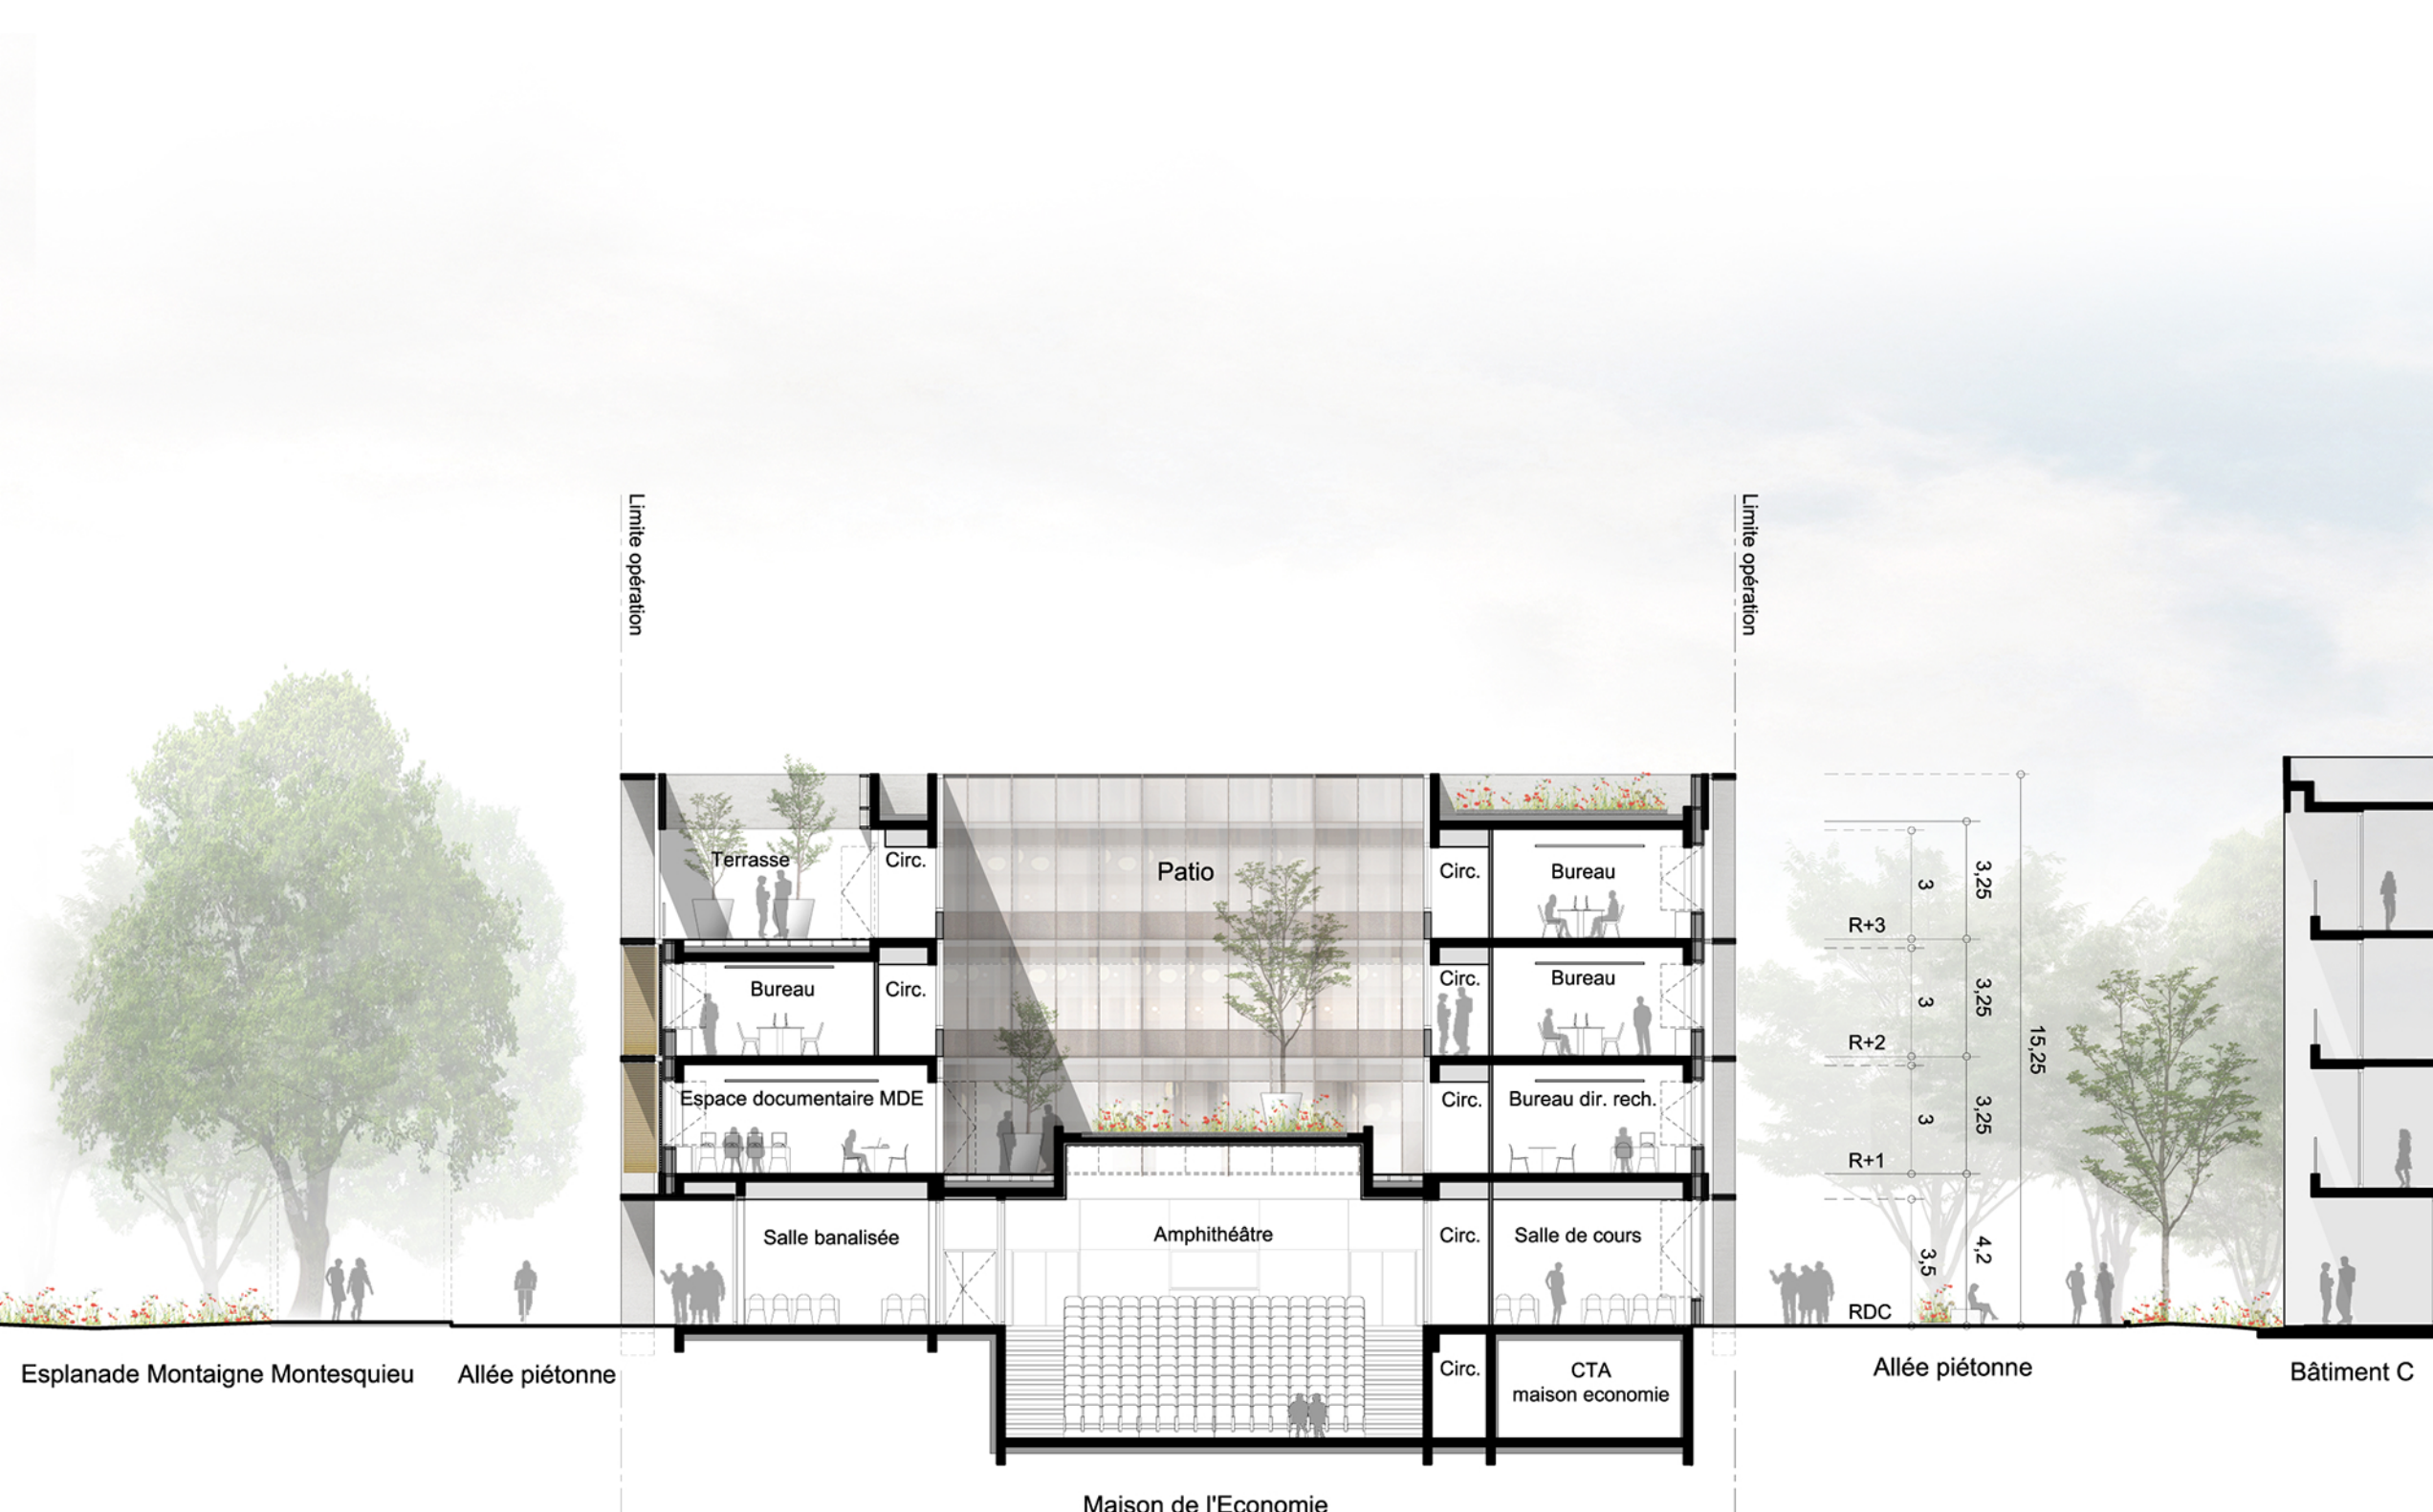 Limite opération
Limite opération
Terrasse
Circ.
Patio
Circ.
Bureau
3
3,25
R+3
Bureau
Circ.
Circ.
Bureau
3
3,25
R+2
15,25
Espace documentaire MDE
Circ.
Bureau dir. rech.
3
3,25
R+1
Salle banalisée
Amphithéâtre
Circ.
Salle de cours
3,5
4,2
RDC
Esplanade Montaigne Montesquieu
Allée piétonne
Circ.
CTA
maison economie
Allée piétonne
Bâtiment C
Maison de l'Economie